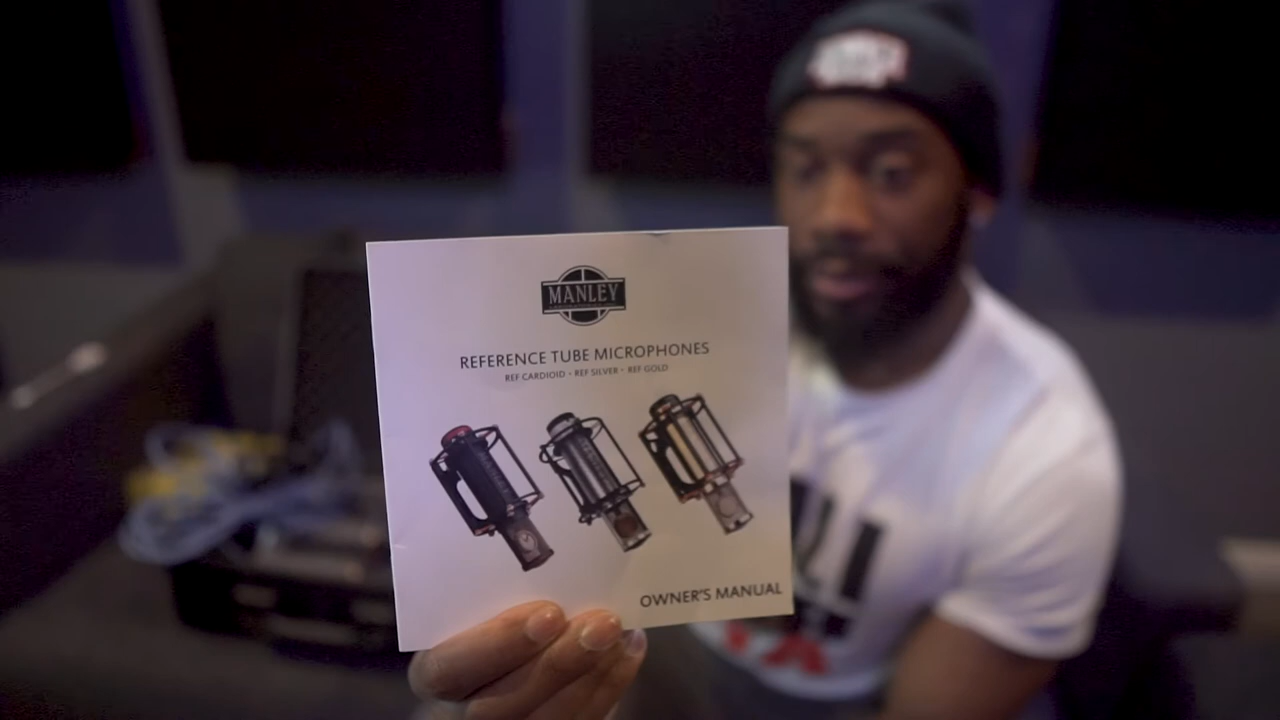 MANLEY
REFERENCE TUBE MICROPHONES
REF CARDIOID • REF SILVER • REF GOLD
OWNER'S MANUAL